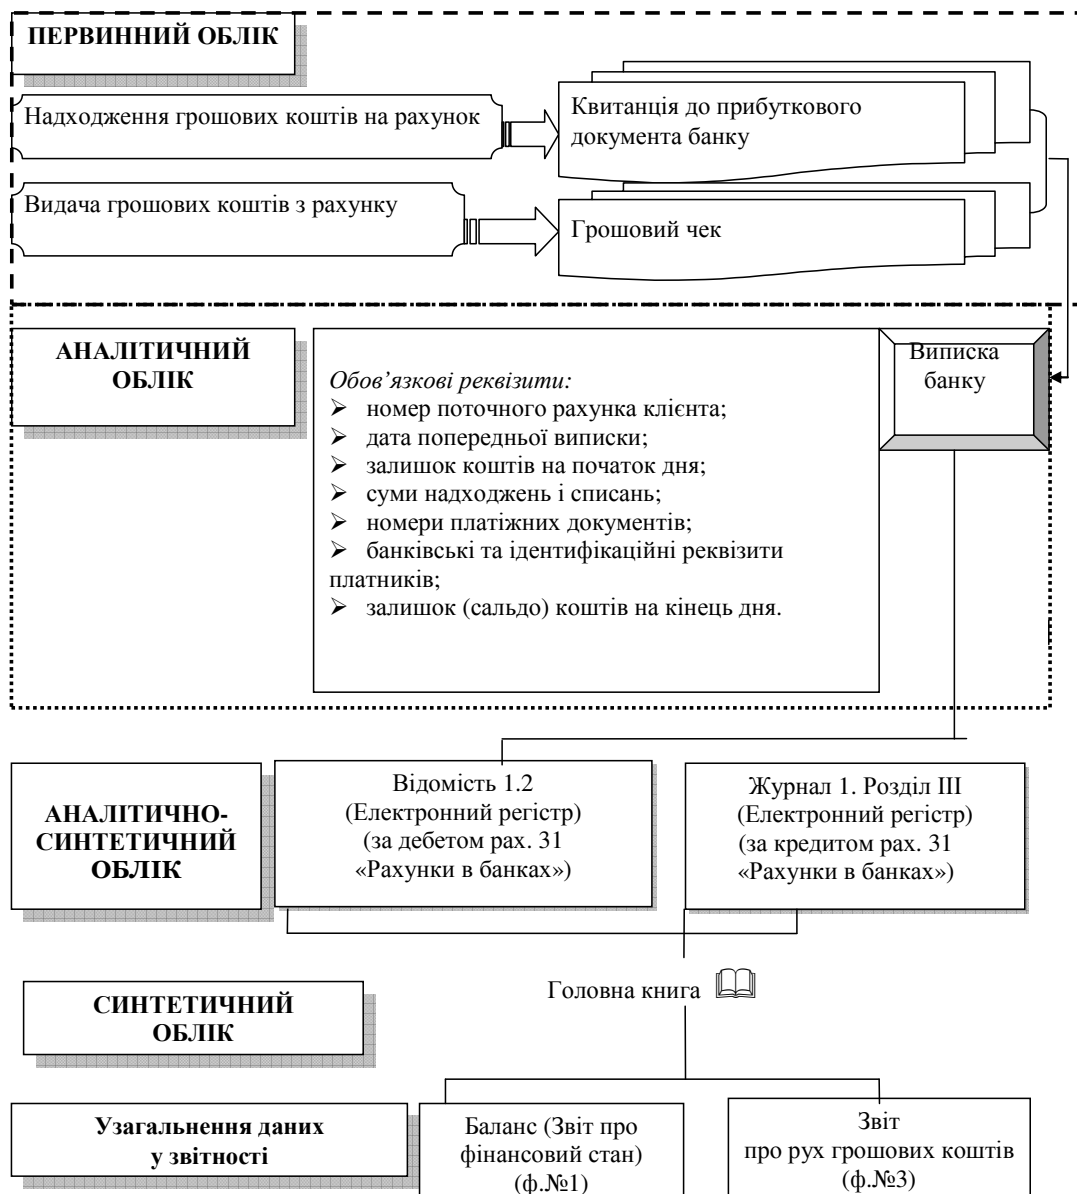 ПЕРВИННИЙ ОБЛІК
Надходження грошових коштів на рахунок
Квитанція до прибуткового
документа банку
Видача грошових коштів з рахунку
Грошовий чек
АНАЛІТИЧНИЙ
ОБЛІК
Обов’язкові реквізити:
➢ номер поточного рахунка клієнта;
➢ дата попередньої виписки;
➢ залишок коштів на початок дня;
➢ суми надходжень і списань;
➢ номери платіжних документів;
➢ банківські та ідентифікаційні реквізити
платників;
➢ залишок (сальдо) коштів на кінець дня.
Виписка
банку
АНАЛІТИЧНО-
СИНТЕТИЧНИЙ
ОБЛІК
Відомість 1.2
(Електронний регістр)
(за дебетом рах. 31
«Рахунки в банках»)
Журнал 1. Розділ ІІІ
(Електронний регістр)
(за кредитом рах. 31
«Рахунки в банках»)
СИНТЕТИЧНИЙ
ОБЛІК
Головна книга
Узагальнення даних
у звітності
Баланс (Звіт про
фінансовий стан)
(ф.№1)
Звіт
про рух грошових коштів
(ф.№3)